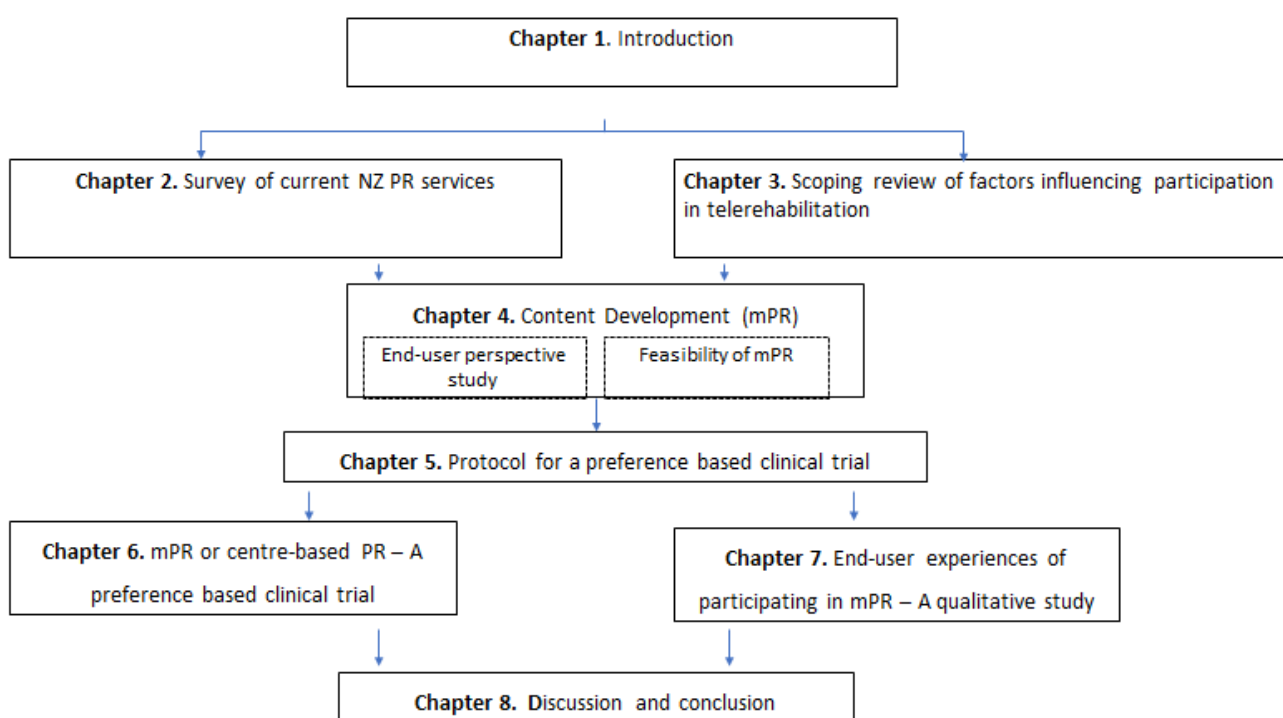 Chapter 1. Introduction
Chapter 2. Survey of current NZ PR services
Chapter 3. Scoping review of factors influencing participation
in telerehabilitation
Chapter 4. Content Development (mPR)
End-user perspective
study
Feasibility of mPR
Chapter 5. Protocol for a preference based clinical trial
Chapter 6. mPR or centre-based PR – A
preference based clinical trial
Chapter 7. End-user experiences of
participating in mPR – A qualitative study
Chapter 8. Discussion and conclusion